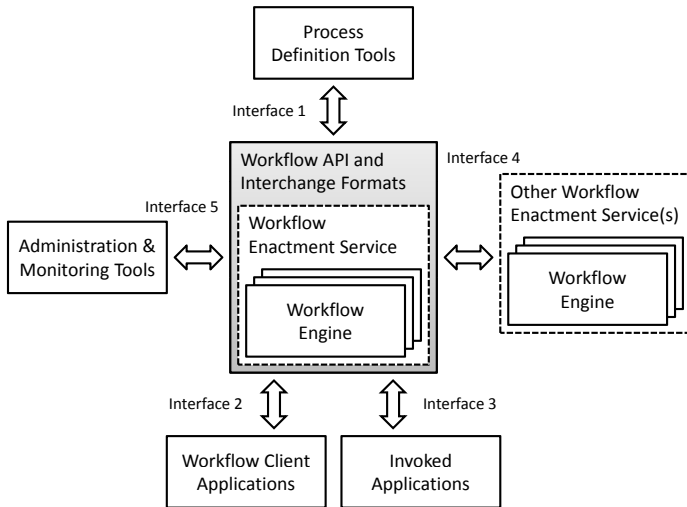 Process
Definition Tools
Interface 1
Workflow API and
Interchange Formats
Interface 4
Interface 5
Workflow
Enactment Service
Other Workflow
Enactment Service(s)
Administration &
Monitoring Tools
Workflow
Engine
Workflow
Engine
Interface 2
Interface 3
Workflow Client
Applications
Invoked
Applications